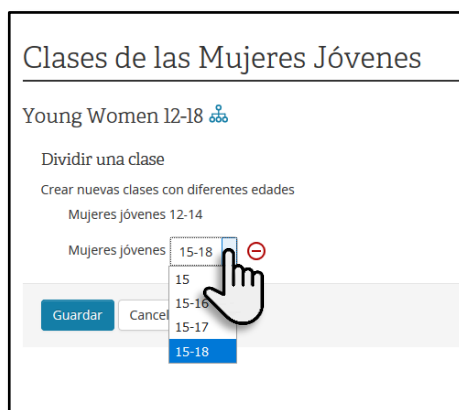 Clases de las Mujeres Jóvenes
Young Women 12-18
Dividir una clase
Crear nuevas clases con diferentes edades
Mujeres jóvenes 12-14
Mujeres jóvenes 15-18
15
15-16
Guardar Cancel
15-17
15-18